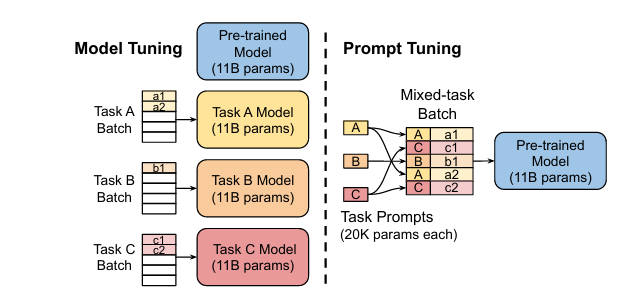 Model Tuning
Pre-trained
Model
(11B params)
Task A
Batch
a1
a2
Task A Model
(11B params)
Task B
Batch
b1
Task B Model
(11B params)
Task C
Batch
c1
c2
Task C Model
(11B params)
Prompt Tuning
Mixed-task
Batch
A
B
C
A a1
C c1
B b1
A a2
C c2
Pre-trained
Model
(11B params)
Task Prompts
(20K params each)